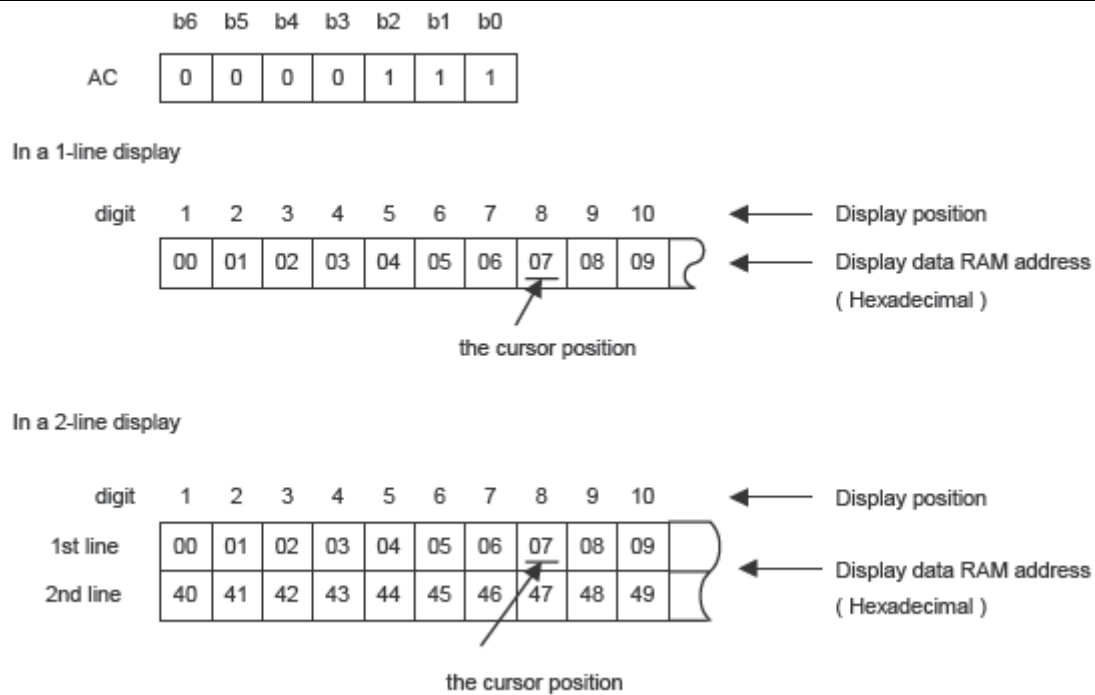 b6 b5 b4 b3 b2 b1 b0
AC 0 0 0 0 1 1 1
In a 1-line display
digit 1 2 3 4 5 6 7 8 9 10 Display position
00 01 02 03 04 05 06 07 08 09 Display data RAM address
( Hexadecimal )
the cursor position
In a 2-line display
digit 1 2 3 4 5 6 7 8 9 10 Display position
1st line 00 01 02 03 04 05 06 07 08 09
Display data RAM address
2nd line 40 41 42 43 44 45 46 47 48 49
( Hexadecimal )
the cursor position